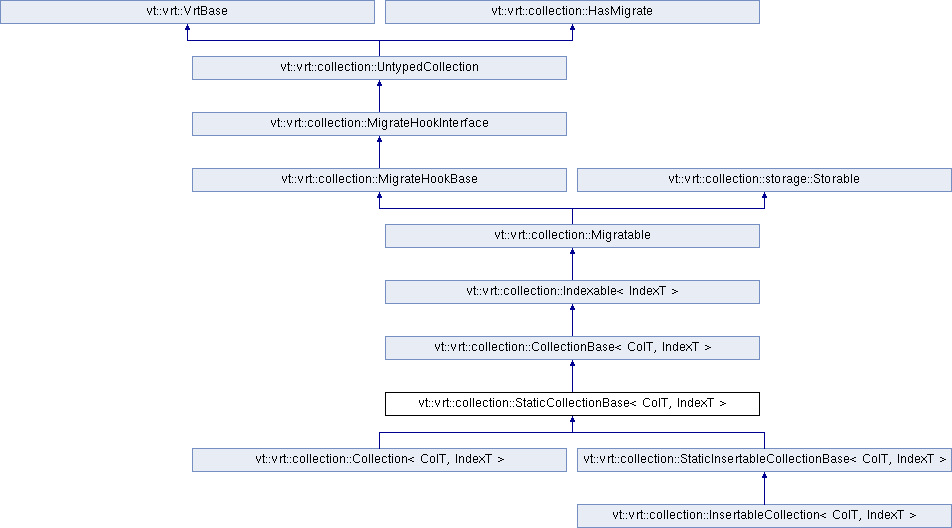 vt::vrt::VrtBase
vt::vrt::collection::HasMigrate
vt::vrt::collection::UntypedCollection
vt::vrt::collection::MigrateHookInterface
vt::vrt::collection::MigrateHookBase
vt::vrt::collection::storage::Storable
vt::vrt::collection::Migratable
vt::vrt::collection::Indexable< IndexT >
vt::vrt::collection::CollectionBase< ColT, IndexT >
vt::vrt::collection::StaticCollectionBase< ColT, IndexT >
vt::vrt::collection::Collection< ColT, IndexT >
vt::vrt::collection::StaticInsertableCollectionBase< ColT, IndexT >
vt::vrt::collection::InsertableCollection< ColT, IndexT >